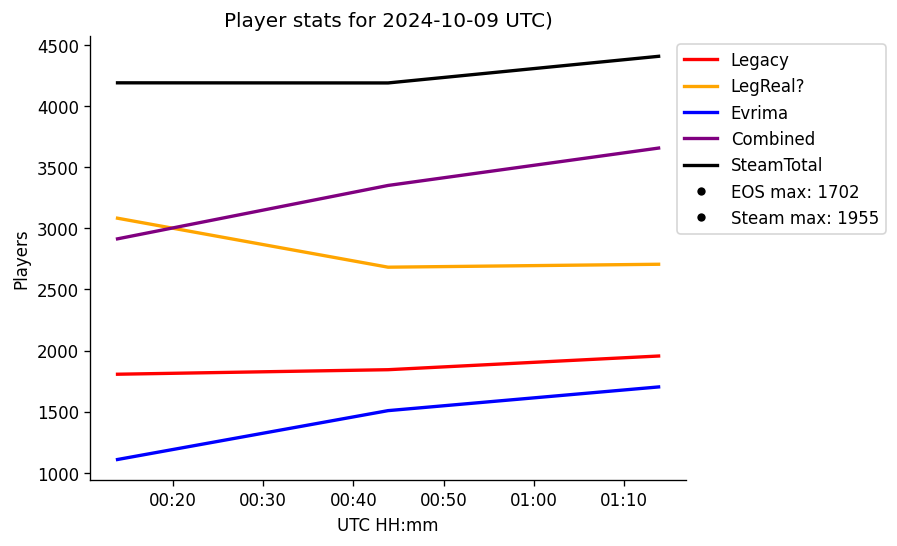 Player stats for 2024-10-09 UTC)
4500
4000
3500
3000
2500
2000
1500
1000
Players
00:20 00:30 00:40 00:50 01:00 01:10
UTC HH:mm
Legacy
LegReal?
Evrima
Combined
SteamTotal
EOS max: 1702
Steam max: 1955